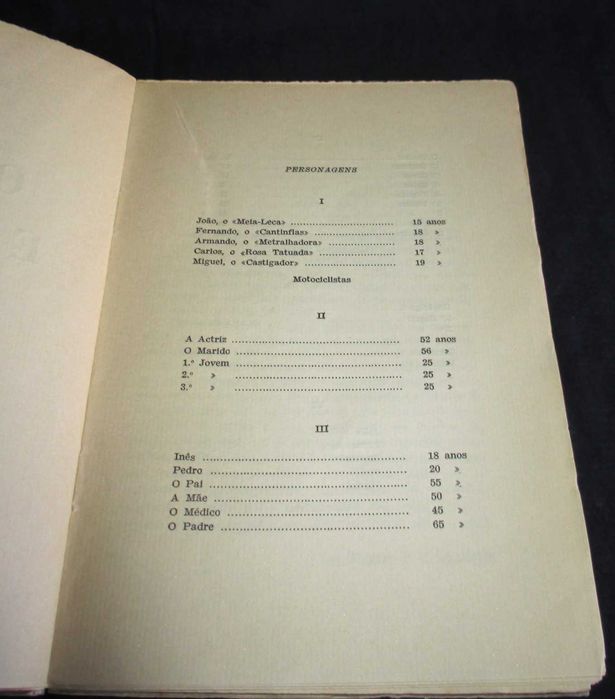 PERSONAGENS
I
João, o «Meia-Leca» ........................ 15 anos
Fernando, o «Cantinflas» ........................ 18 »
Armando, o «Metralhadora» ..................... 18 »
Carlos, o «Rosa Tatuada» ........................ 17 »
Miguel, o «Castigador» ........................... 19 »
Motociclistas
II
A Actriz ............................................. 52 anos
O Marido ............................................. 56 »
1.º Jovem ............................................. 25 »
2.º » ............................................. 25 »
3.º » ............................................. 25 »
III
Inês .................................................. 18 anos
Pedro .................................................. 20 »
O Pai .................................................. 55 »
A Mãe .................................................. 50 »
O Médico ............................................. 45 »
O Padre ............................................. 65 »